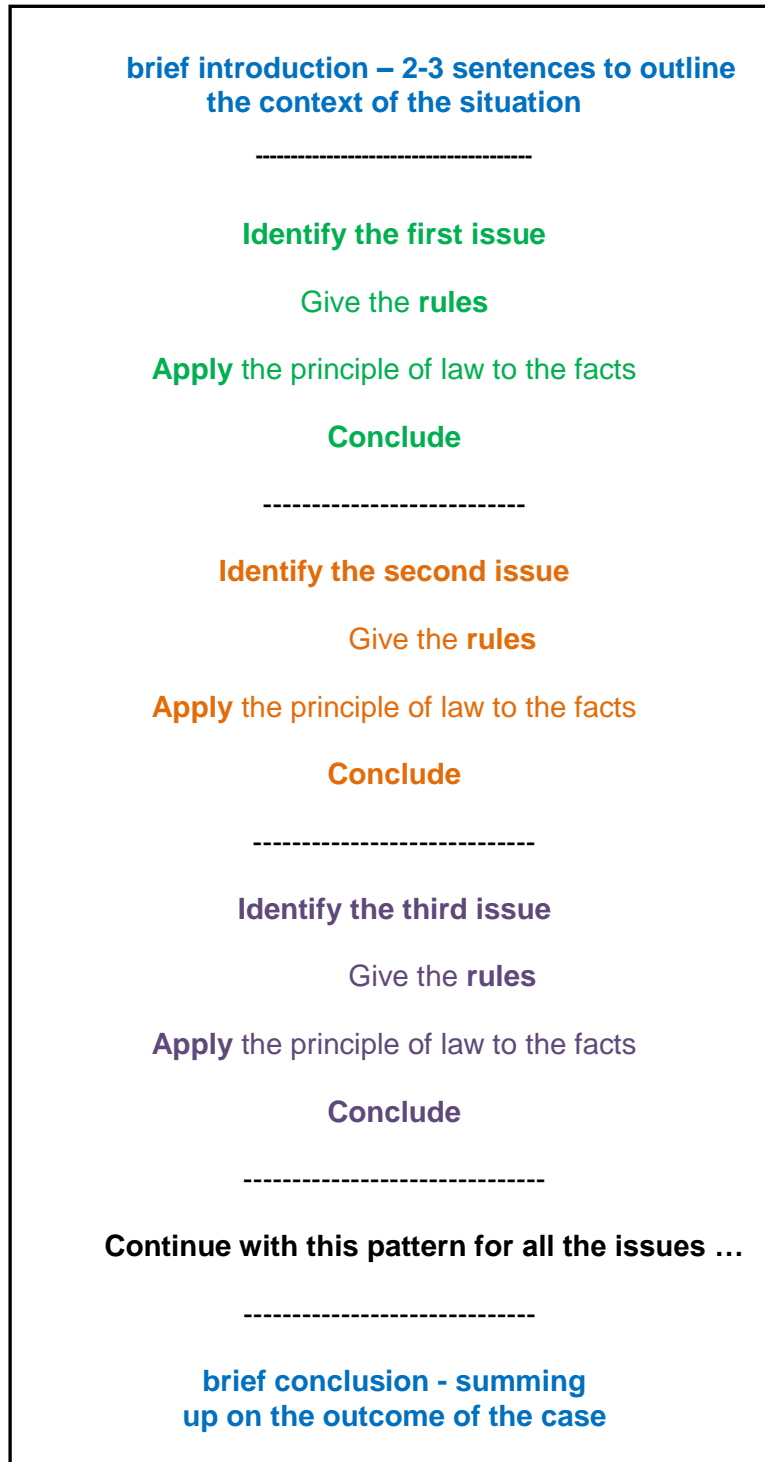 brief introduction – 2-3 sentences to outline
the context of the situation
---------------------------------------
Identify the first issue
Give the rules
Apply the principle of law to the facts
Conclude
---------------------------
Identify the second issue
Give the rules
Apply the principle of law to the facts
Conclude
-----------------------------
Identify the third issue
Give the rules
Apply the principle of law to the facts
Conclude
-------------------------------
Continue with this pattern for all the issues …
------------------------------
brief conclusion - summing
up on the outcome of the case